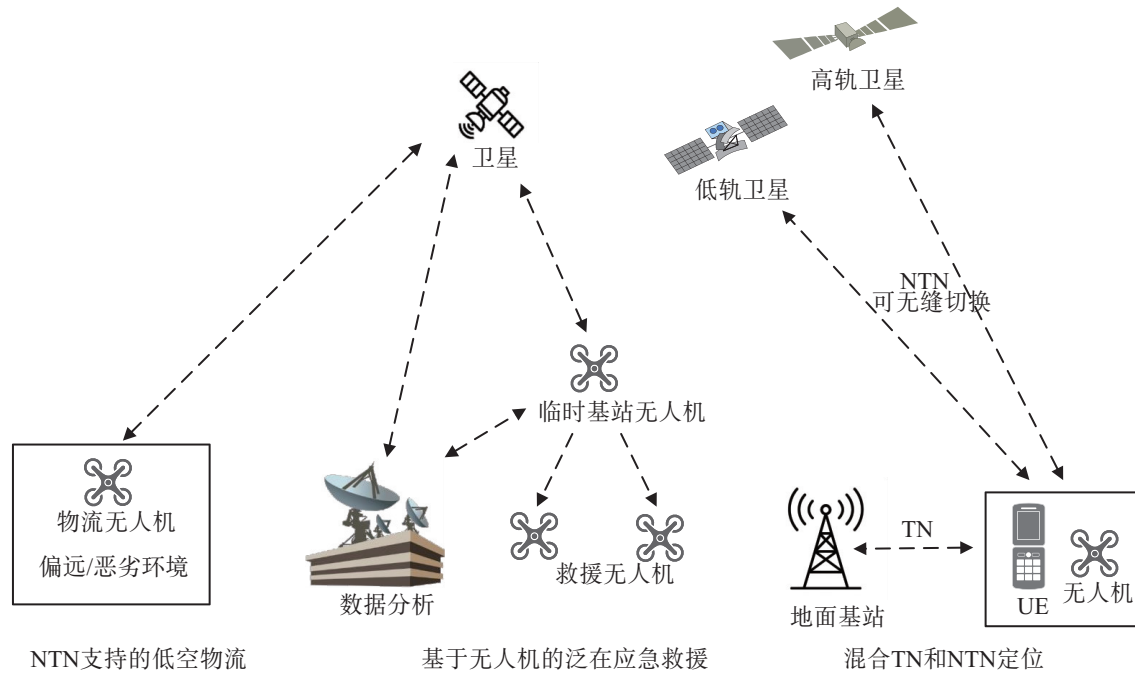 高轨卫星
卫星
低轨卫星
NTN
可无缝切换
临时基站无人机
物流无人机
偏远/恶劣环境
数据分析
救援无人机
TN
地面基站
UE
无人机
NTN支持的低空物流
基于无人机的泛在应急救援
混合TN和NTN定位